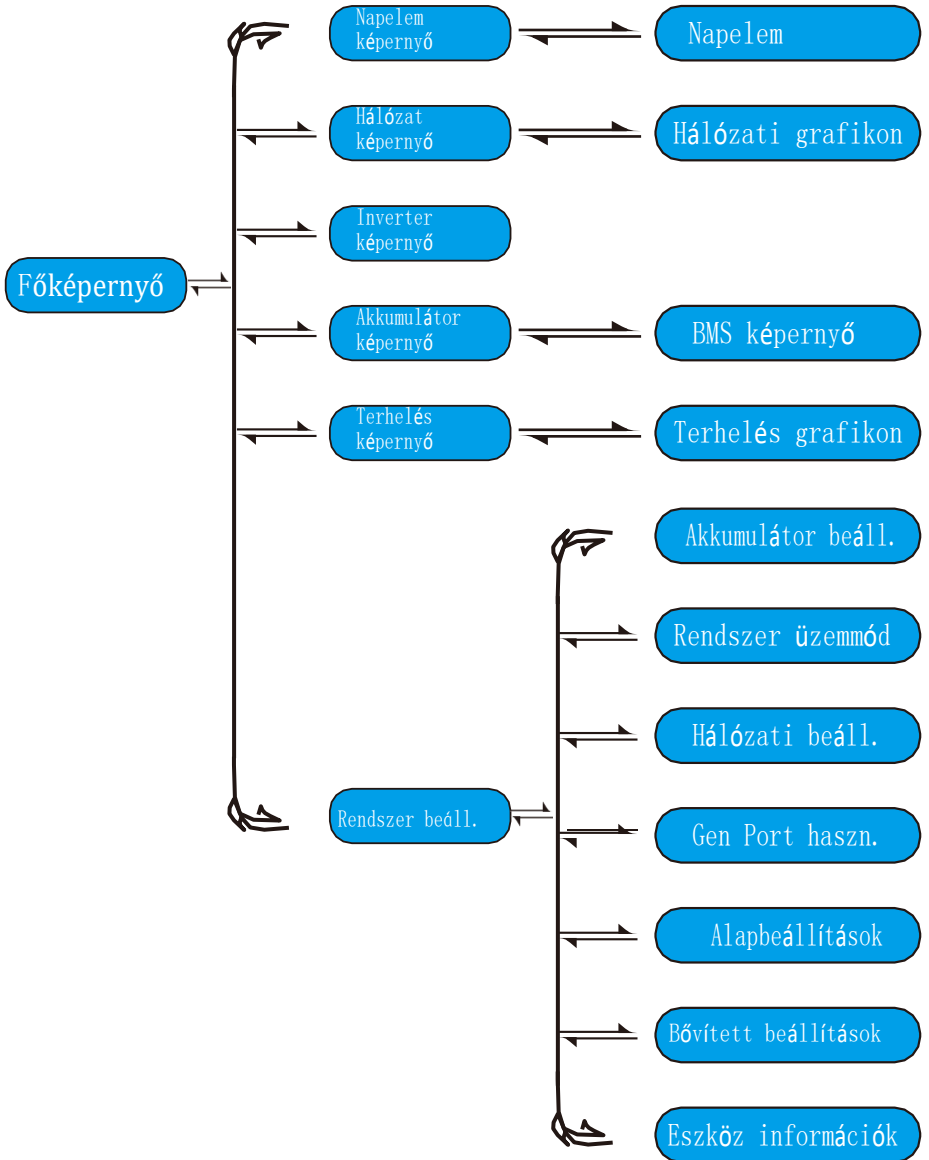 Napelem
képernyő
Napelem
Hálózat
képernyő
Hálózati grafikon
Inverter
képernyő
Főképernyő
Akkumulátor
képernyő
BMS képernyő
Terhelés
képernyő
Terhelés grafikon
Akkumulátor beáll.
Rendszer üzemmód
Hálózati beáll.
Rendszer beáll.
Gen Port haszn.
Alapbeállítások
Bővített beállítások
Eszköz információk